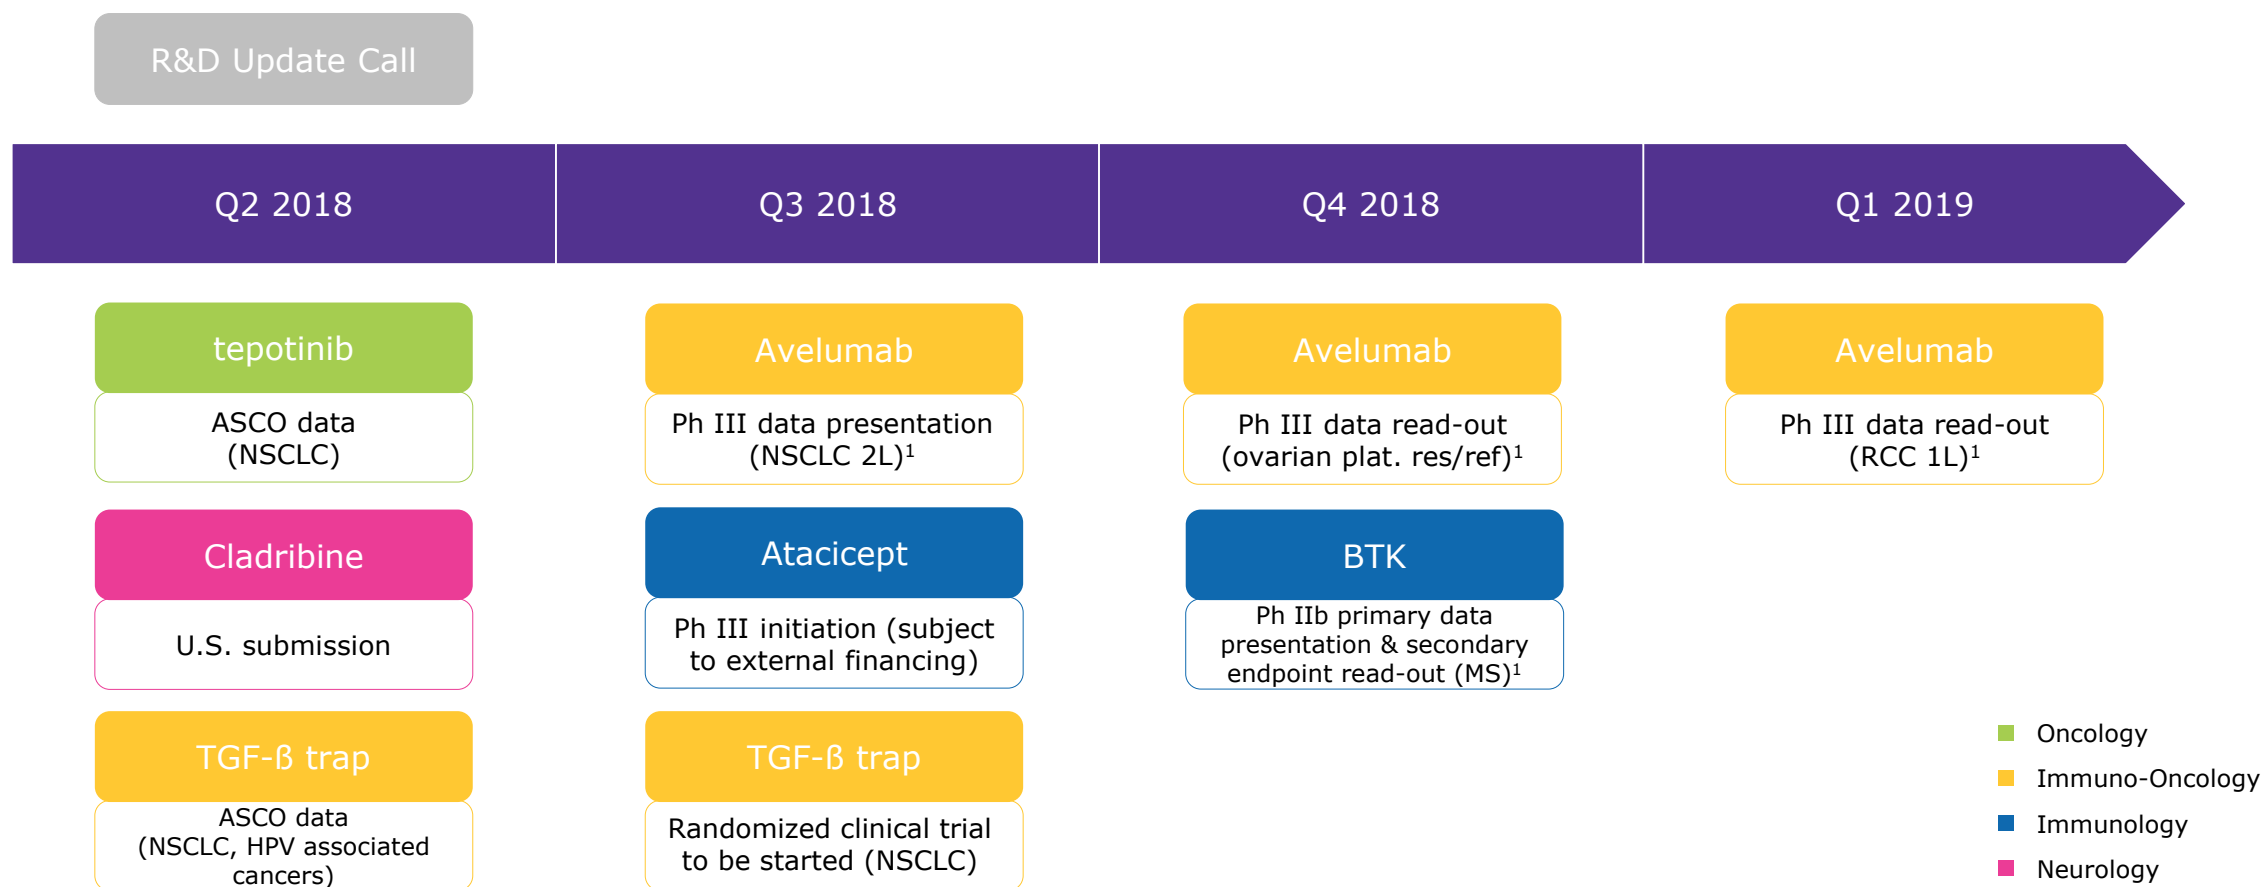 R&D Update Call
Q2 2018
Q3 2018
Q4 2018
Q1 2019
tepotinib
ASCO data
(NSCLC)
Avelumab
Ph III data presentation
(NSCLC 2L)¹
Avelumab
Ph III data read-out
(ovarian plat. res/ref)¹
Avelumab
Ph III data read-out
(RCC 1L)¹
Cladribine
U.S. submission
Atacicept
Ph III initiation (subject
to external financing)
BTK
Ph IIb primary data
presentation & secondary
endpoint read-out (MS)¹
TGF-ß trap
ASCO data
(NSCLC, HPV associated
cancers)
TGF-ß trap
Randomized clinical trial
to be started (NSCLC)
Oncology
Immuno-Oncology
Immunology
Neurology